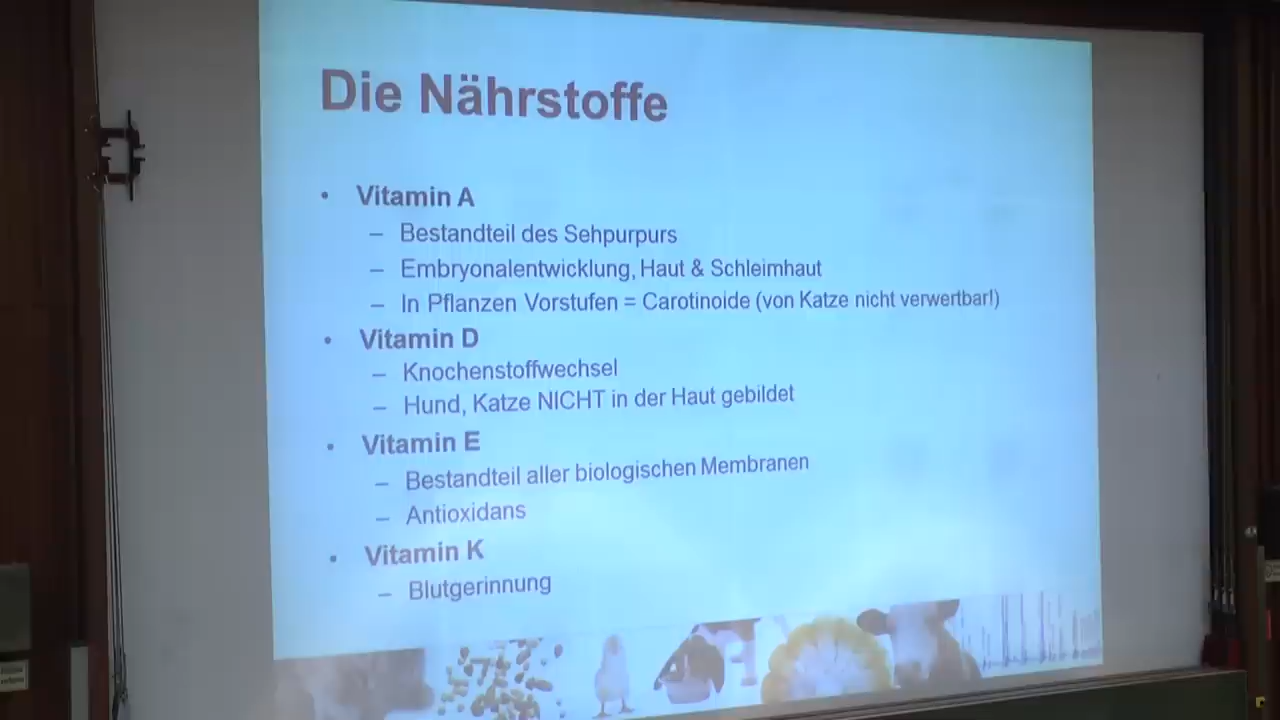 Die Nährstoffe
• Vitamin A
– Bestandteil des Sehpurpurs
– Embryonalentwicklung, Haut & Schleimhaut
– In Pflanzen Vorstufen = Carotinoide (von Katze nicht verwertbar!)
• Vitamin D
– Knochenstoffwechsel
– Hund, Katze NICHT in der Haut gebildet
• Vitamin E
– Bestandteil aller biologischen Membranen
– Antioxidans
• Vitamin K
– Blutgerinnung